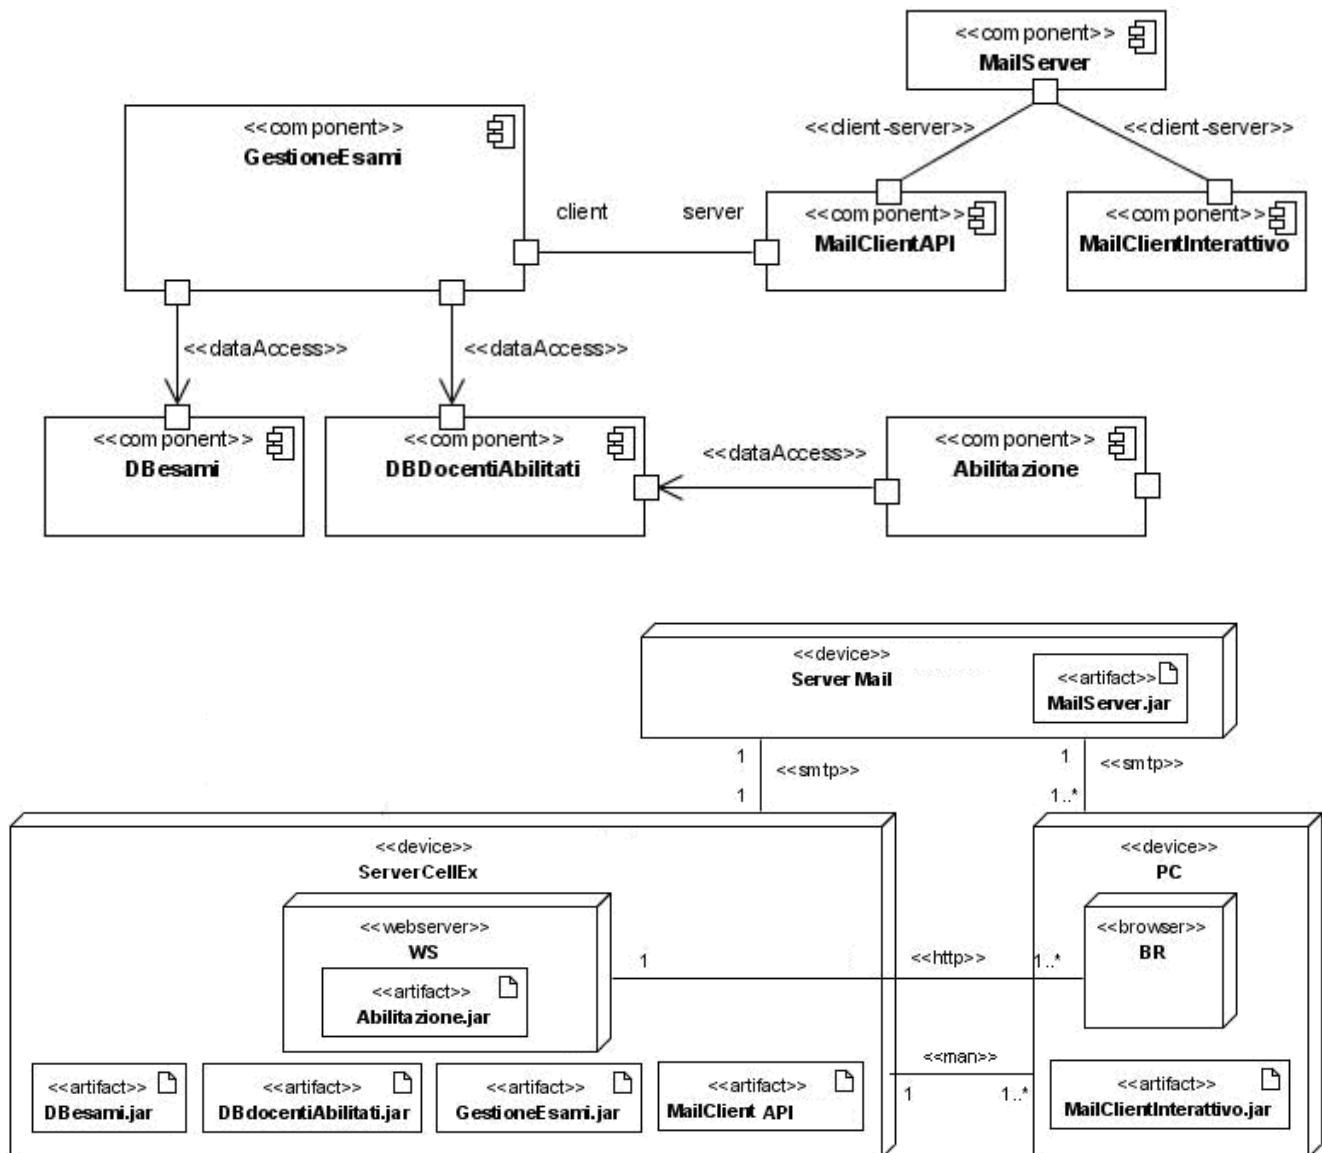 <<component>>
MailServer
<<component>>
GestioneEsami
<<client-server>>
<<client-server>>
client
server
<<component>>
MailClientAPI
<<component>>
MailClientInterattivo
<<dataAccess>>
<<dataAccess>>
<<component>>
DBesami
<<component>>
DBDocentiAbilitati
<<dataAccess>>
<<component>>
Abilitazione
<<device>>
Server Mail
<<artifact>>
MailServer.jar
1
<<smtp>>
1
1
<<smtp>>
1..*
<<device>>
ServerCellEx
<<device>>
PC
<<webserver>>
WS
<<artifact>>
Abilitazione.jar
1
<<http>>
1..*
<<browser>>
BR
<<artifact>>
DBesami.jar
<<artifact>>
DBdocentiAbilitati.jar
<<artifact>>
GestioneEsami.jar
<<artifact>>
MailClient API
<<man>>
1
1..*
<<artifact>>
MailClientInterattivo.jar